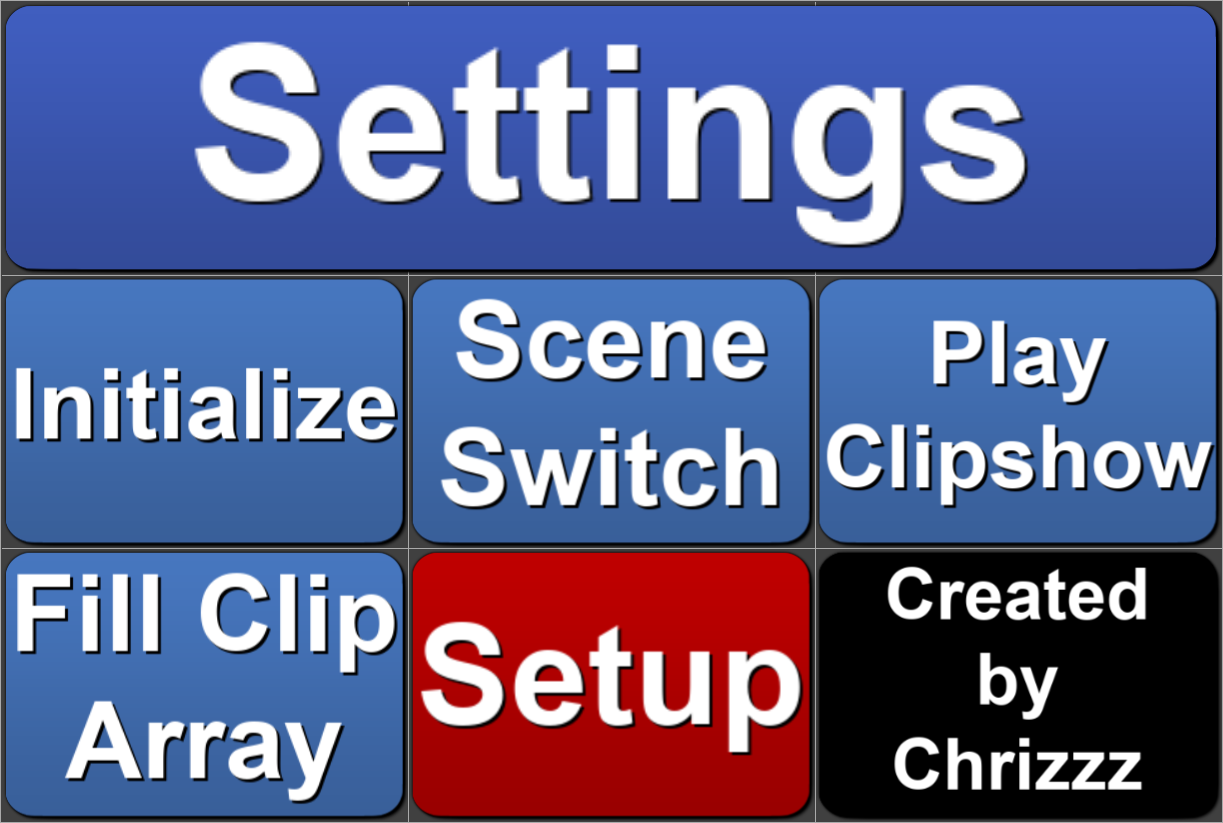 Settings
Initialize
Scene
Switch
Play
Clipshow
Fill Clip
Array
Setup
Created
by
Chrizzz